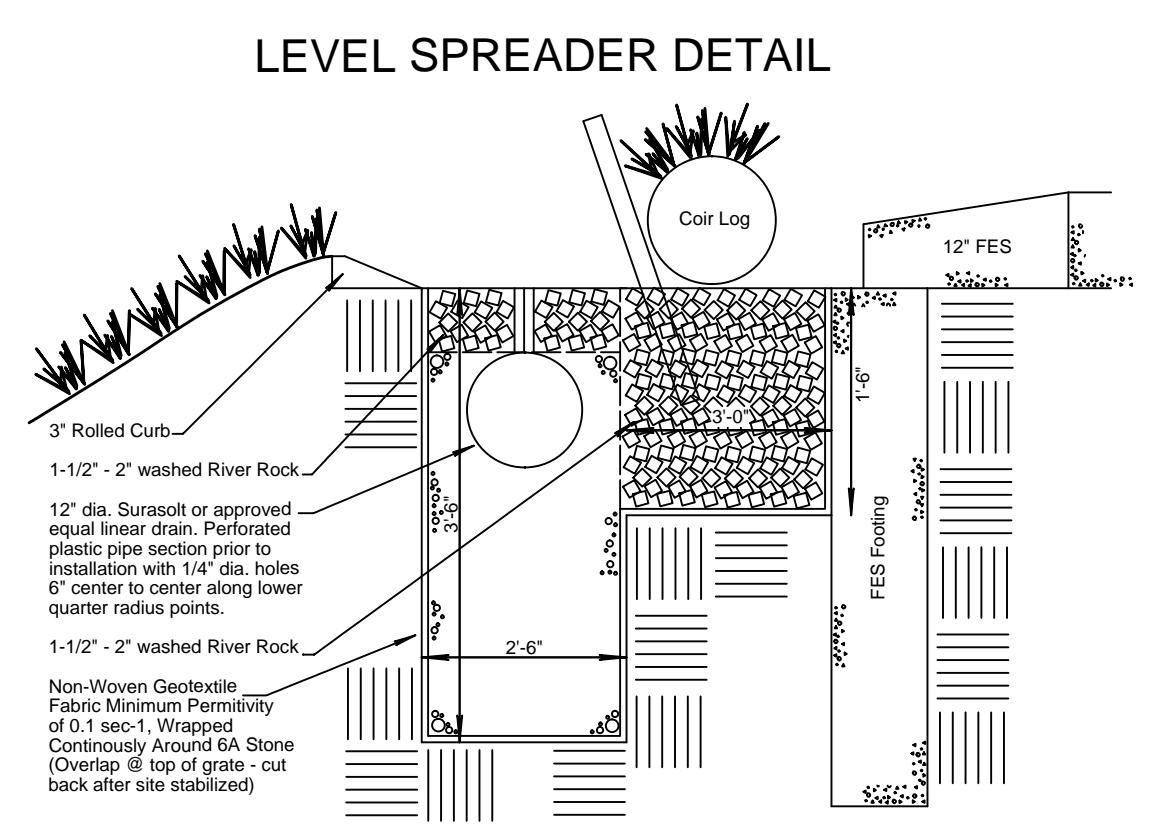 LEVEL SPREADER DETAIL
Coir Log
12" FES
3" Rolled Curb
1-1/2" - 2" washed River Rock
12" dia. Surasolt or approved
equal linear drain. Perforated
plastic pipe section prior to
installation with 1/4" dia. holes
6" center to center along lower
quarter radius points.
1-1/2" - 2" washed River Rock
Non-Woven Geotextile
Fabric Minimum Permitivity
of 0.1 sec-1, Wrapped
Continously Around 6A Stone
(Overlap @ top of grate - cut
back after site stabilized)
3'-6"
2'-6"
3'-0"
1'-6"
FES Footing